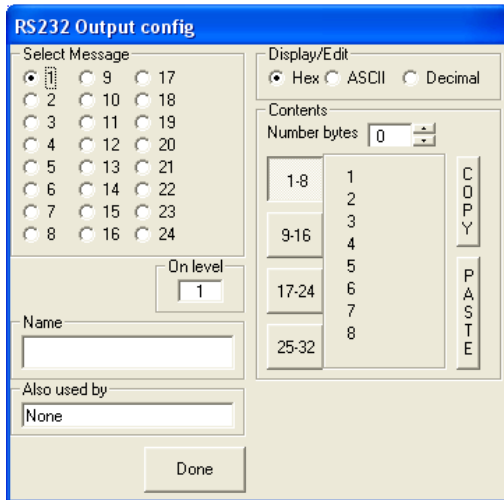 RS232 Output config
Select Message
1 9 17
2 10 18
3 11 19
4 12 20
5 13 21
6 14 22
7 15 23
8 16 24
On level
1
Name
Also used by
None
Done
Display/Edit
Hex ASCII Decimal
Contents
Number bytes 0
1-8
9-16
17-24
25-32
1
2
3
4
5
6
7
8
COPY
PASTE